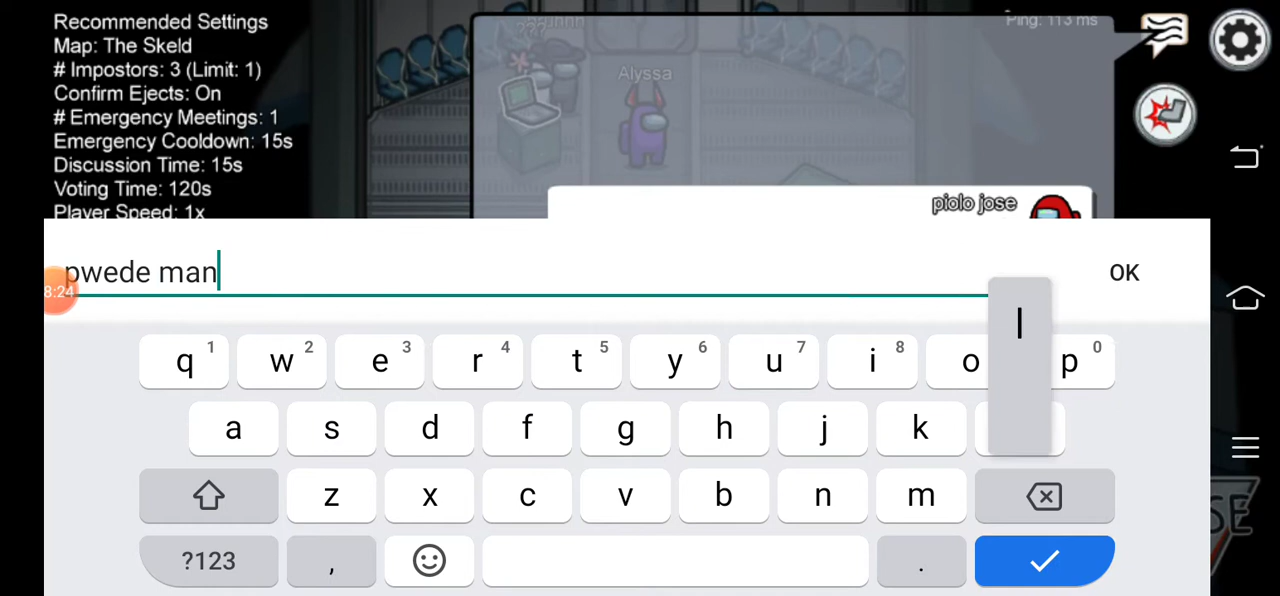 Recommended Settings
Map: The Skeld
# Impostors: 3 (Limit: 1)
Confirm Ejects: On
# Emergency Meetings: 1
Emergency Cooldown: 15s
Discussion Time: 15s
Voting Time: 120s
Player Speed: 1x
Ping: 113 ms
???
Alyssa
piolo jose
pwede man
8:24
OK
l
q 1 w 2 e 3 r 4 t 5 y 6 u 7 i 8 o p 0
a s d f g h j k
z x c v b n m
?123 , .
SE